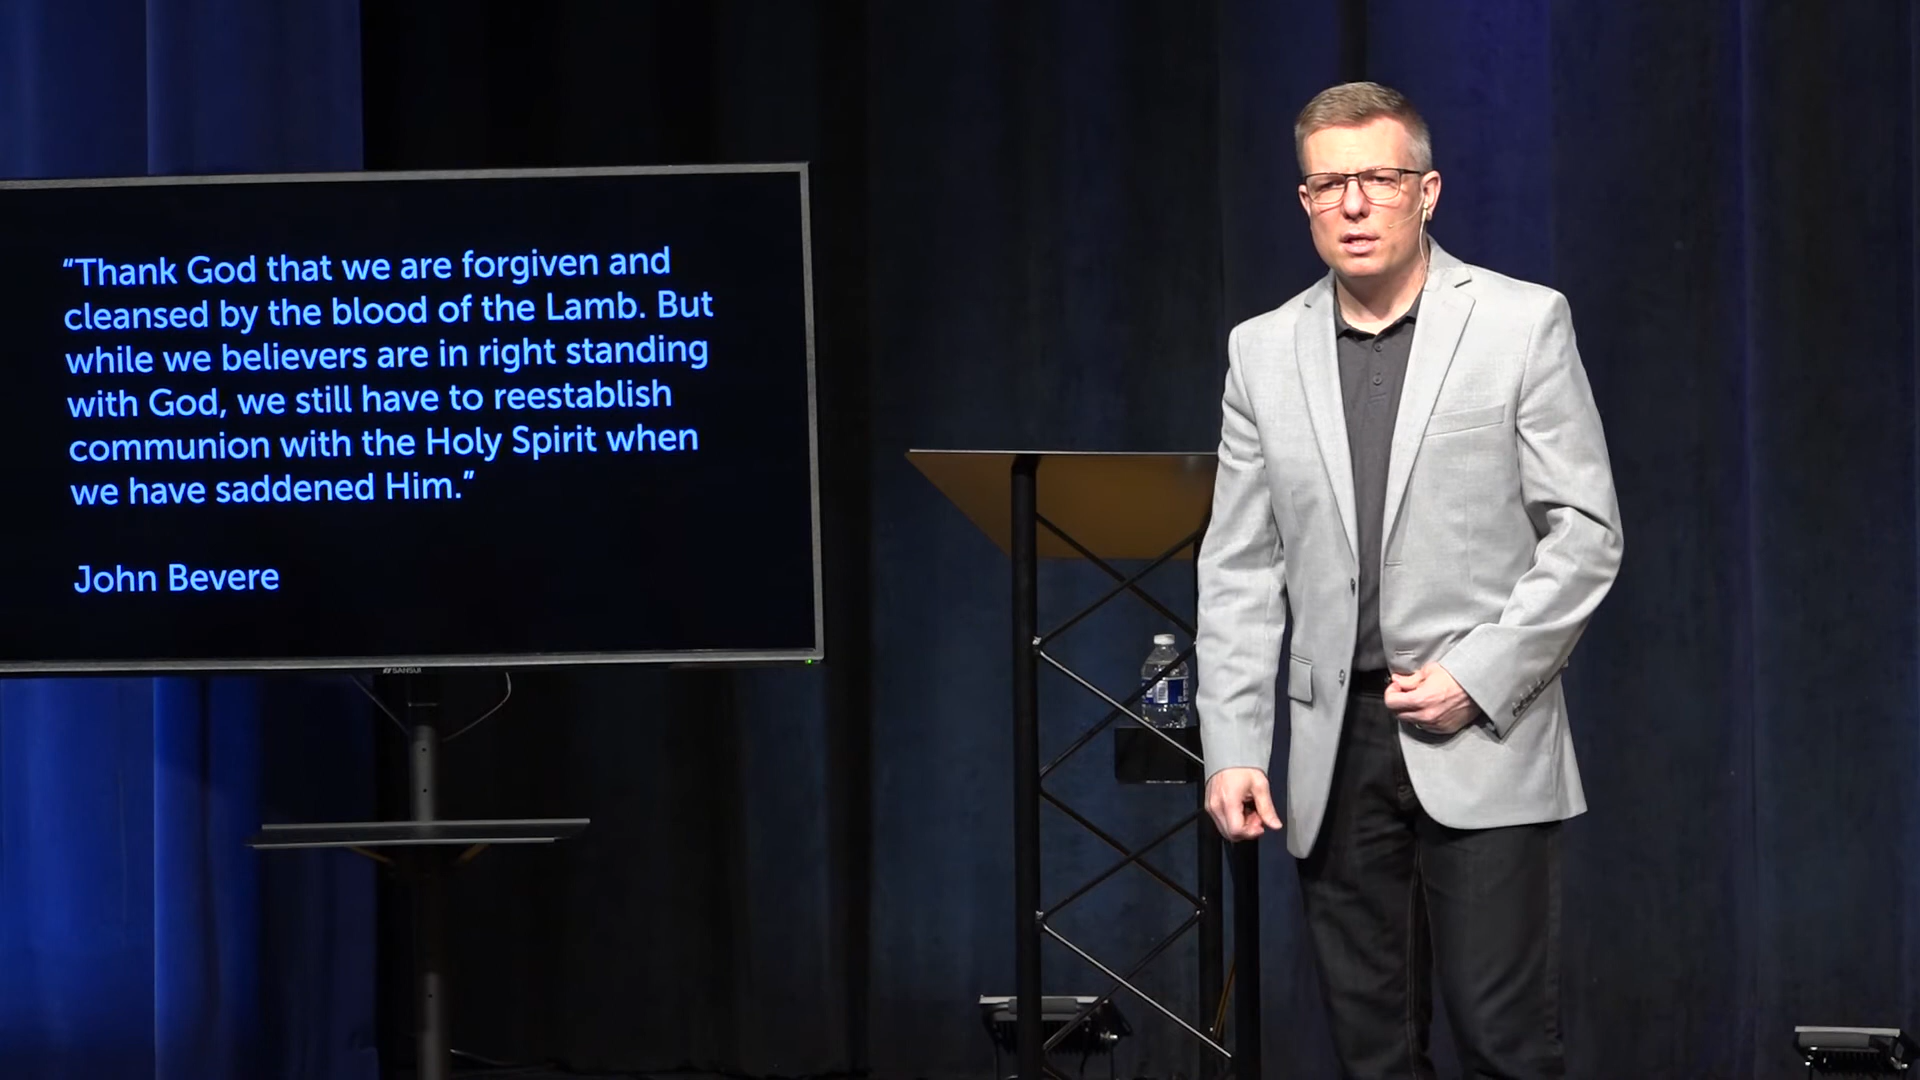 “Thank God that we are forgiven and
cleansed by the blood of the Lamb. But
while we believers are in right standing
with God, we still have to reestablish
communion with the Holy Spirit when
we have saddened Him.”
John Bevere
SANSUI